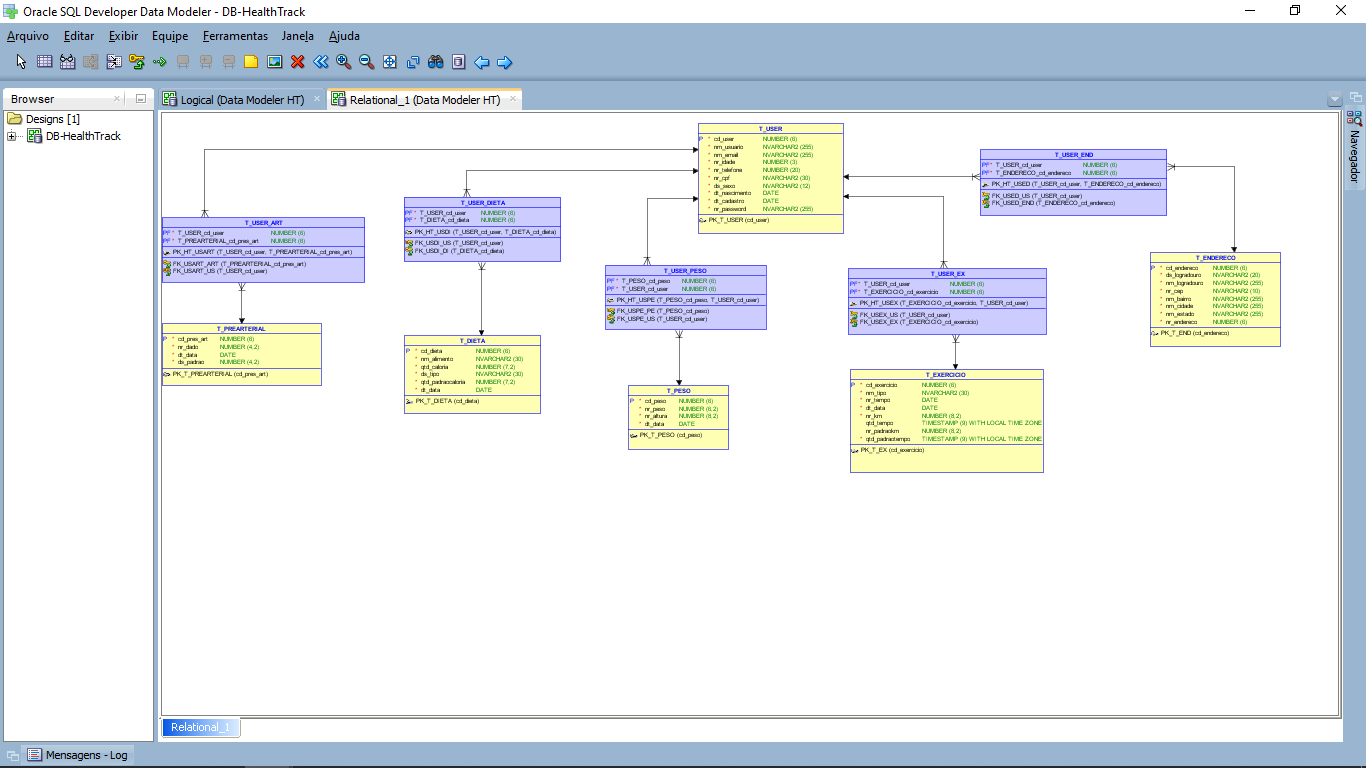 Oracle SQL Developer Data Modeler - DB-HealthTrack
Arquivo Editar Exibir Equipe Ferramentas Janela Ajuda
Browser
Designs [1]
DB-HealthTrack
Logical (Data Modeler HT)
Relational_1 (Data Modeler HT)
Navegador
T_USER
P * cd_user NUMBER (6)
* nm_usuario NVARCHAR2 (255)
* nm_email NVARCHAR2 (255)
* nr_idade NUMBER (3)
* nr_telefone NUMBER (20)
* nr_cpf NVARCHAR2 (30)
* ds_sexo NVARCHAR2 (12)
* dt_nascimento DATE
* dt_cadastro DATE
* nr_password NVARCHAR2 (255)
PK_T_USER (cd_user)
T_USER_END
PF* T_USER_cd_user NUMBER (6)
PF* T_ENDERECO_cd_endereco NUMBER (6)
PK_HT_USED (T_USER_cd_user, T_ENDERECO_cd_endereco)
FK_USED_US (T_USER_cd_user)
FK_USED_END (T_ENDERECO_cd_endereco)
T_USER_DIETA
PF* T_USER_cd_user NUMBER (6)
PF* T_DIETA_cd_dieta NUMBER (6)
PK_HT_USDI (T_USER_cd_user, T_DIETA_cd_dieta)
FK_USDI_US (T_USER_cd_user)
FK_USDI_DI (T_DIETA_cd_dieta)
T_USER_ART
PF* T_USER_cd_user NUMBER (6)
PF* T_PREARTERIAL_cd_pres_art NUMBER (6)
PK_HT_USART (T_USER_cd_user, T_PREARTERIAL_cd_pres_art)
FK_USART_ART (T_PREARTERIAL_cd_pres_art)
FK_USART_US (T_USER_cd_user)
T_USER_PESO
PF* T_PESO_cd_peso NUMBER (6)
PF* T_USER_cd_user NUMBER (6)
PK_HT_USPE (T_PESO_cd_peso, T_USER_cd_user)
FK_USPE_PE (T_PESO_cd_peso)
FK_USPE_US (T_USER_cd_user)
T_USER_EX
PF* T_USER_cd_user NUMBER (6)
PF* T_EXERCICIO_cd_exercicio NUMBER (6)
PK_HT_USEX (T_EXERCICIO_cd_exercicio, T_USER_cd_user)
FK_USEX_US (T_USER_cd_user)
FK_USEX_EX (T_EXERCICIO_cd_exercicio)
T_ENDERECO
P * cd_endereco NUMBER (6)
* ds_logradouro NVARCHAR2 (20)
* nm_logradouro NVARCHAR2 (255)
* nr_cep NVARCHAR2 (10)
* nm_bairro NVARCHAR2 (255)
* nm_cidade NVARCHAR2 (255)
* nm_estado NVARCHAR2 (255)
* nr_endereco NUMBER (6)
PK_T_END (cd_endereco)
T_PREARTERIAL
P * cd_pres_art NUMBER (6)
* nr_dado NUMBER (4,2)
* dt_data DATE
* ds_padrao NUMBER (4,2)
PK_T_PREARTERIAL (cd_pres_art)
T_DIETA
P * cd_dieta NUMBER (6)
* nm_alimento NVARCHAR2 (30)
* qtd_caloria NUMBER (7,2)
* ds_tipo NVARCHAR2 (30)
* qtd_padraocaloria NUMBER (7,2)
* dt_data DATE
PK_T_DIETA (cd_dieta)
T_PESO
P * cd_peso NUMBER (6)
* nr_peso NUMBER (6,2)
* nr_altura NUMBER (8,2)
* dt_data DATE
PK_T_PESO (cd_peso)
T_EXERCICIO
P * cd_exercicio NUMBER (6)
* nm_tipo NVARCHAR2 (30)
* nr_tempo DATE
* dt_data DATE
* nr_km NUMBER (8,2)
qtd_tempo TIMESTAMP (9) WITH LOCAL TIME ZONE
nr_padraokm NUMBER (8,2)
* qtd_padraotempo TIMESTAMP (9) WITH LOCAL TIME ZONE
PK_T_EX (cd_exercicio)
Relational_1
Mensagens - Log